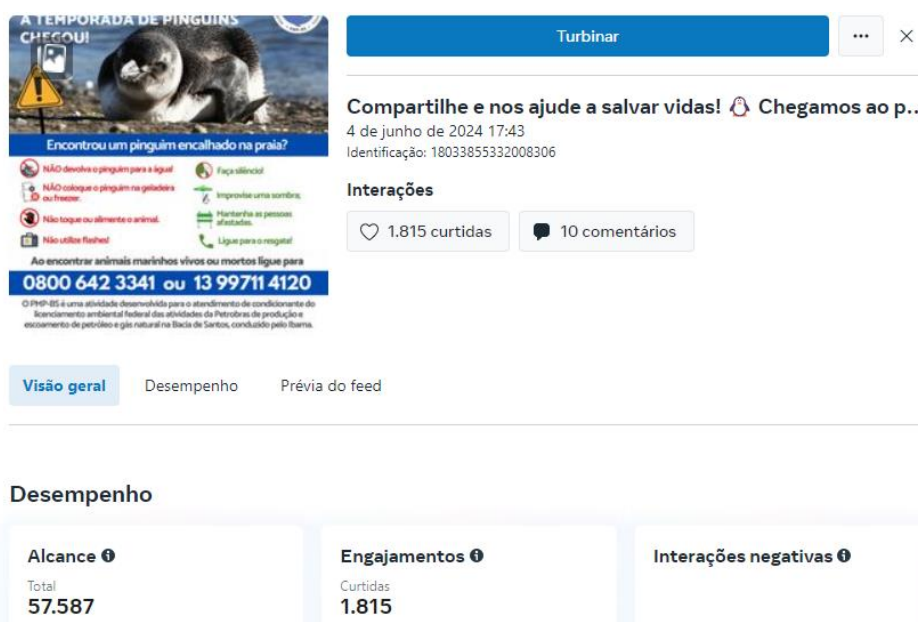 A TEMPORADA DE PINGUINS
CHEGOU!
Encontrou um pinguim encalhado na praia?
NÃO devolva o pinguim para a água!
NÃO coloque o pinguim na geladeira
ou freezer.
Não toque ou alimente o animal.
Não utilize flashes!
Faça silêncio!
Improvise uma sombra;
Mantenha as pessoas
afastadas.
Ligue para o resgate!
Ao encontrar animais marinhos vivos ou mortos ligue para
0800 642 3341 ou 13 99711 4120
O PMP-BS é uma atividade desenvolvida para o atendimento de condicionante do
licenciamento ambiental federal das atividades da Petrobras de produção e
escoamento de petróleo e gás natural na Bacia de Santos, conduzido pelo Ibama.
Turbinar
Compartilhe e nos ajude a salvar vidas! 🐧 Chegamos ao p...
4 de junho de 2024 17:43
Identificação: 18033855332008306
Interações
1.815 curtidas
10 comentários
Visão geral
Desempenho
Prévia do feed
Desempenho
Alcance
Total
57.587
Engajamentos
Curtidas
1.815
Interações negativas